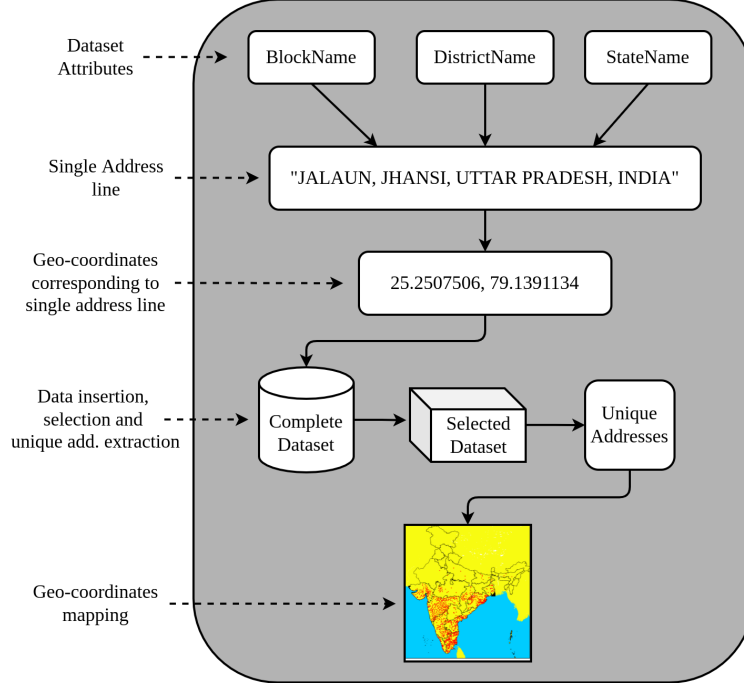 Dataset
Attributes
BlockName
DistrictName
StateName
Single Address
line
"JALAUN, JHANSI, UTTAR PRADESH, INDIA"
Geo-coordinates
corresponding to
single address line
25.2507506, 79.1391134
Data insertion,
selection and
unique add. extraction
Complete
Dataset
Selected
Dataset
Unique
Addresses
Geo-coordinates
mapping